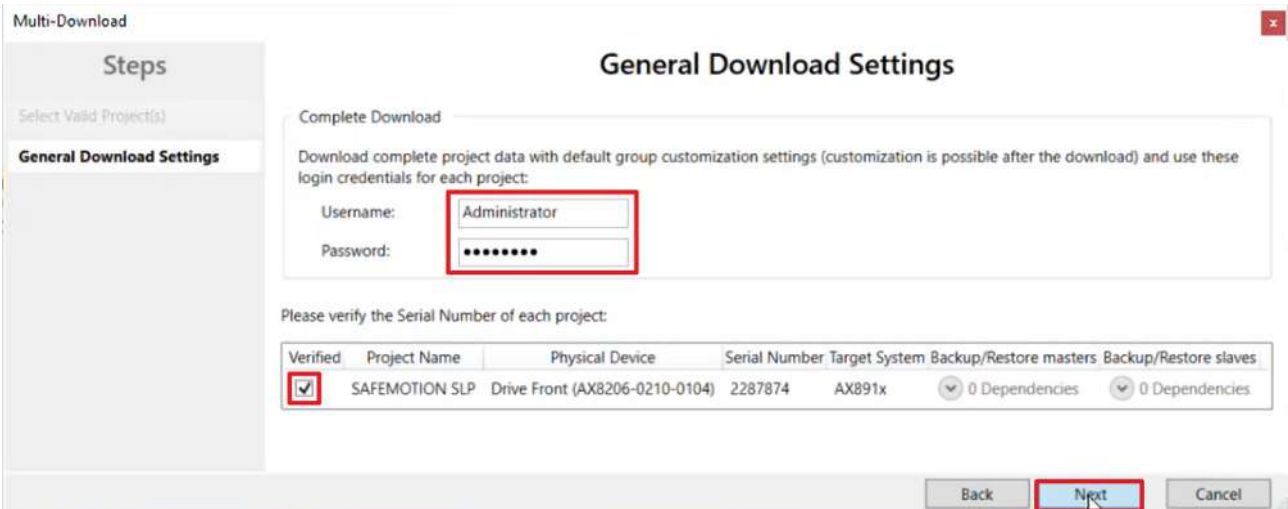 Multi-Download
x
Steps
General Download Settings
Select Valid Project(s)
General Download Settings
Complete Download
Download complete project data with default group customization settings (customization is possible after the download) and use these
login credentials for each project:
Username: Administrator
Password: ●●●●●●●●
Please verify the Serial Number of each project:
Verified Project Name Physical Device Serial Number Target System Backup/Restore masters Backup/Restore slaves
SAFEMOTION SLP Drive Front (AX8206-0210-0104) 2287874 AX891x 0 Dependencies 0 Dependencies
Back Next Cancel